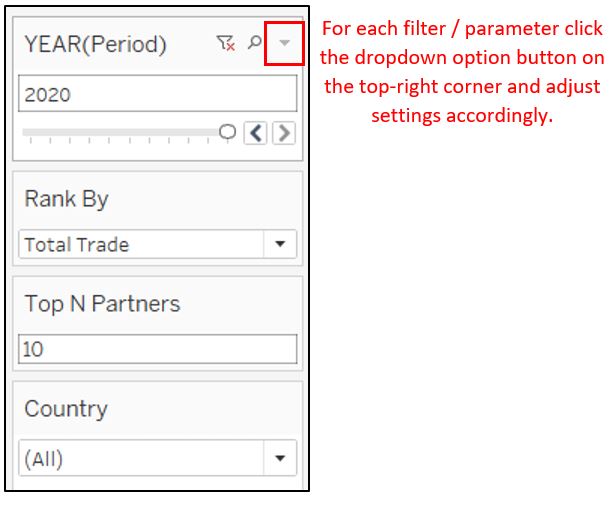 YEAR(Period)
2020
Rank By
Total Trade
Top N Partners
10
Country
(All)
For each filter / parameter click
the dropdown option button on
the top-right corner and adjust
settings accordingly.